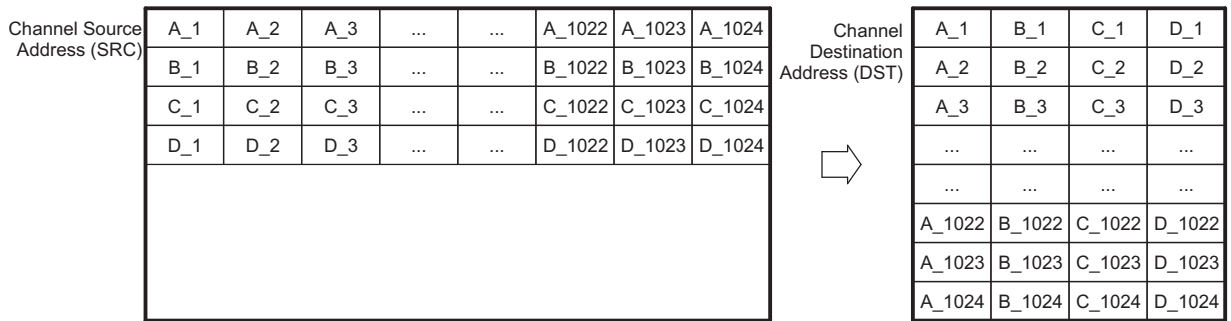 Channel Source
Address (SRC)
A_1 A_2 A_3 ... ... A_1022 A_1023 A_1024
B_1 B_2 B_3 ... ... B_1022 B_1023 B_1024
C_1 C_2 C_3 ... ... C_1022 C_1023 C_1024
D_1 D_2 D_3 ... ... D_1022 D_1023 D_1024
Channel
Destination
Address (DST)
A_1 B_1 C_1 D_1
A_2 B_2 C_2 D_2
A_3 B_3 C_3 D_3
... ... ... ...
... ... ... ...
A_1022 B_1022 C_1022 D_1022
A_1023 B_1023 C_1023 D_1023
A_1024 B_1024 C_1024 D_1024